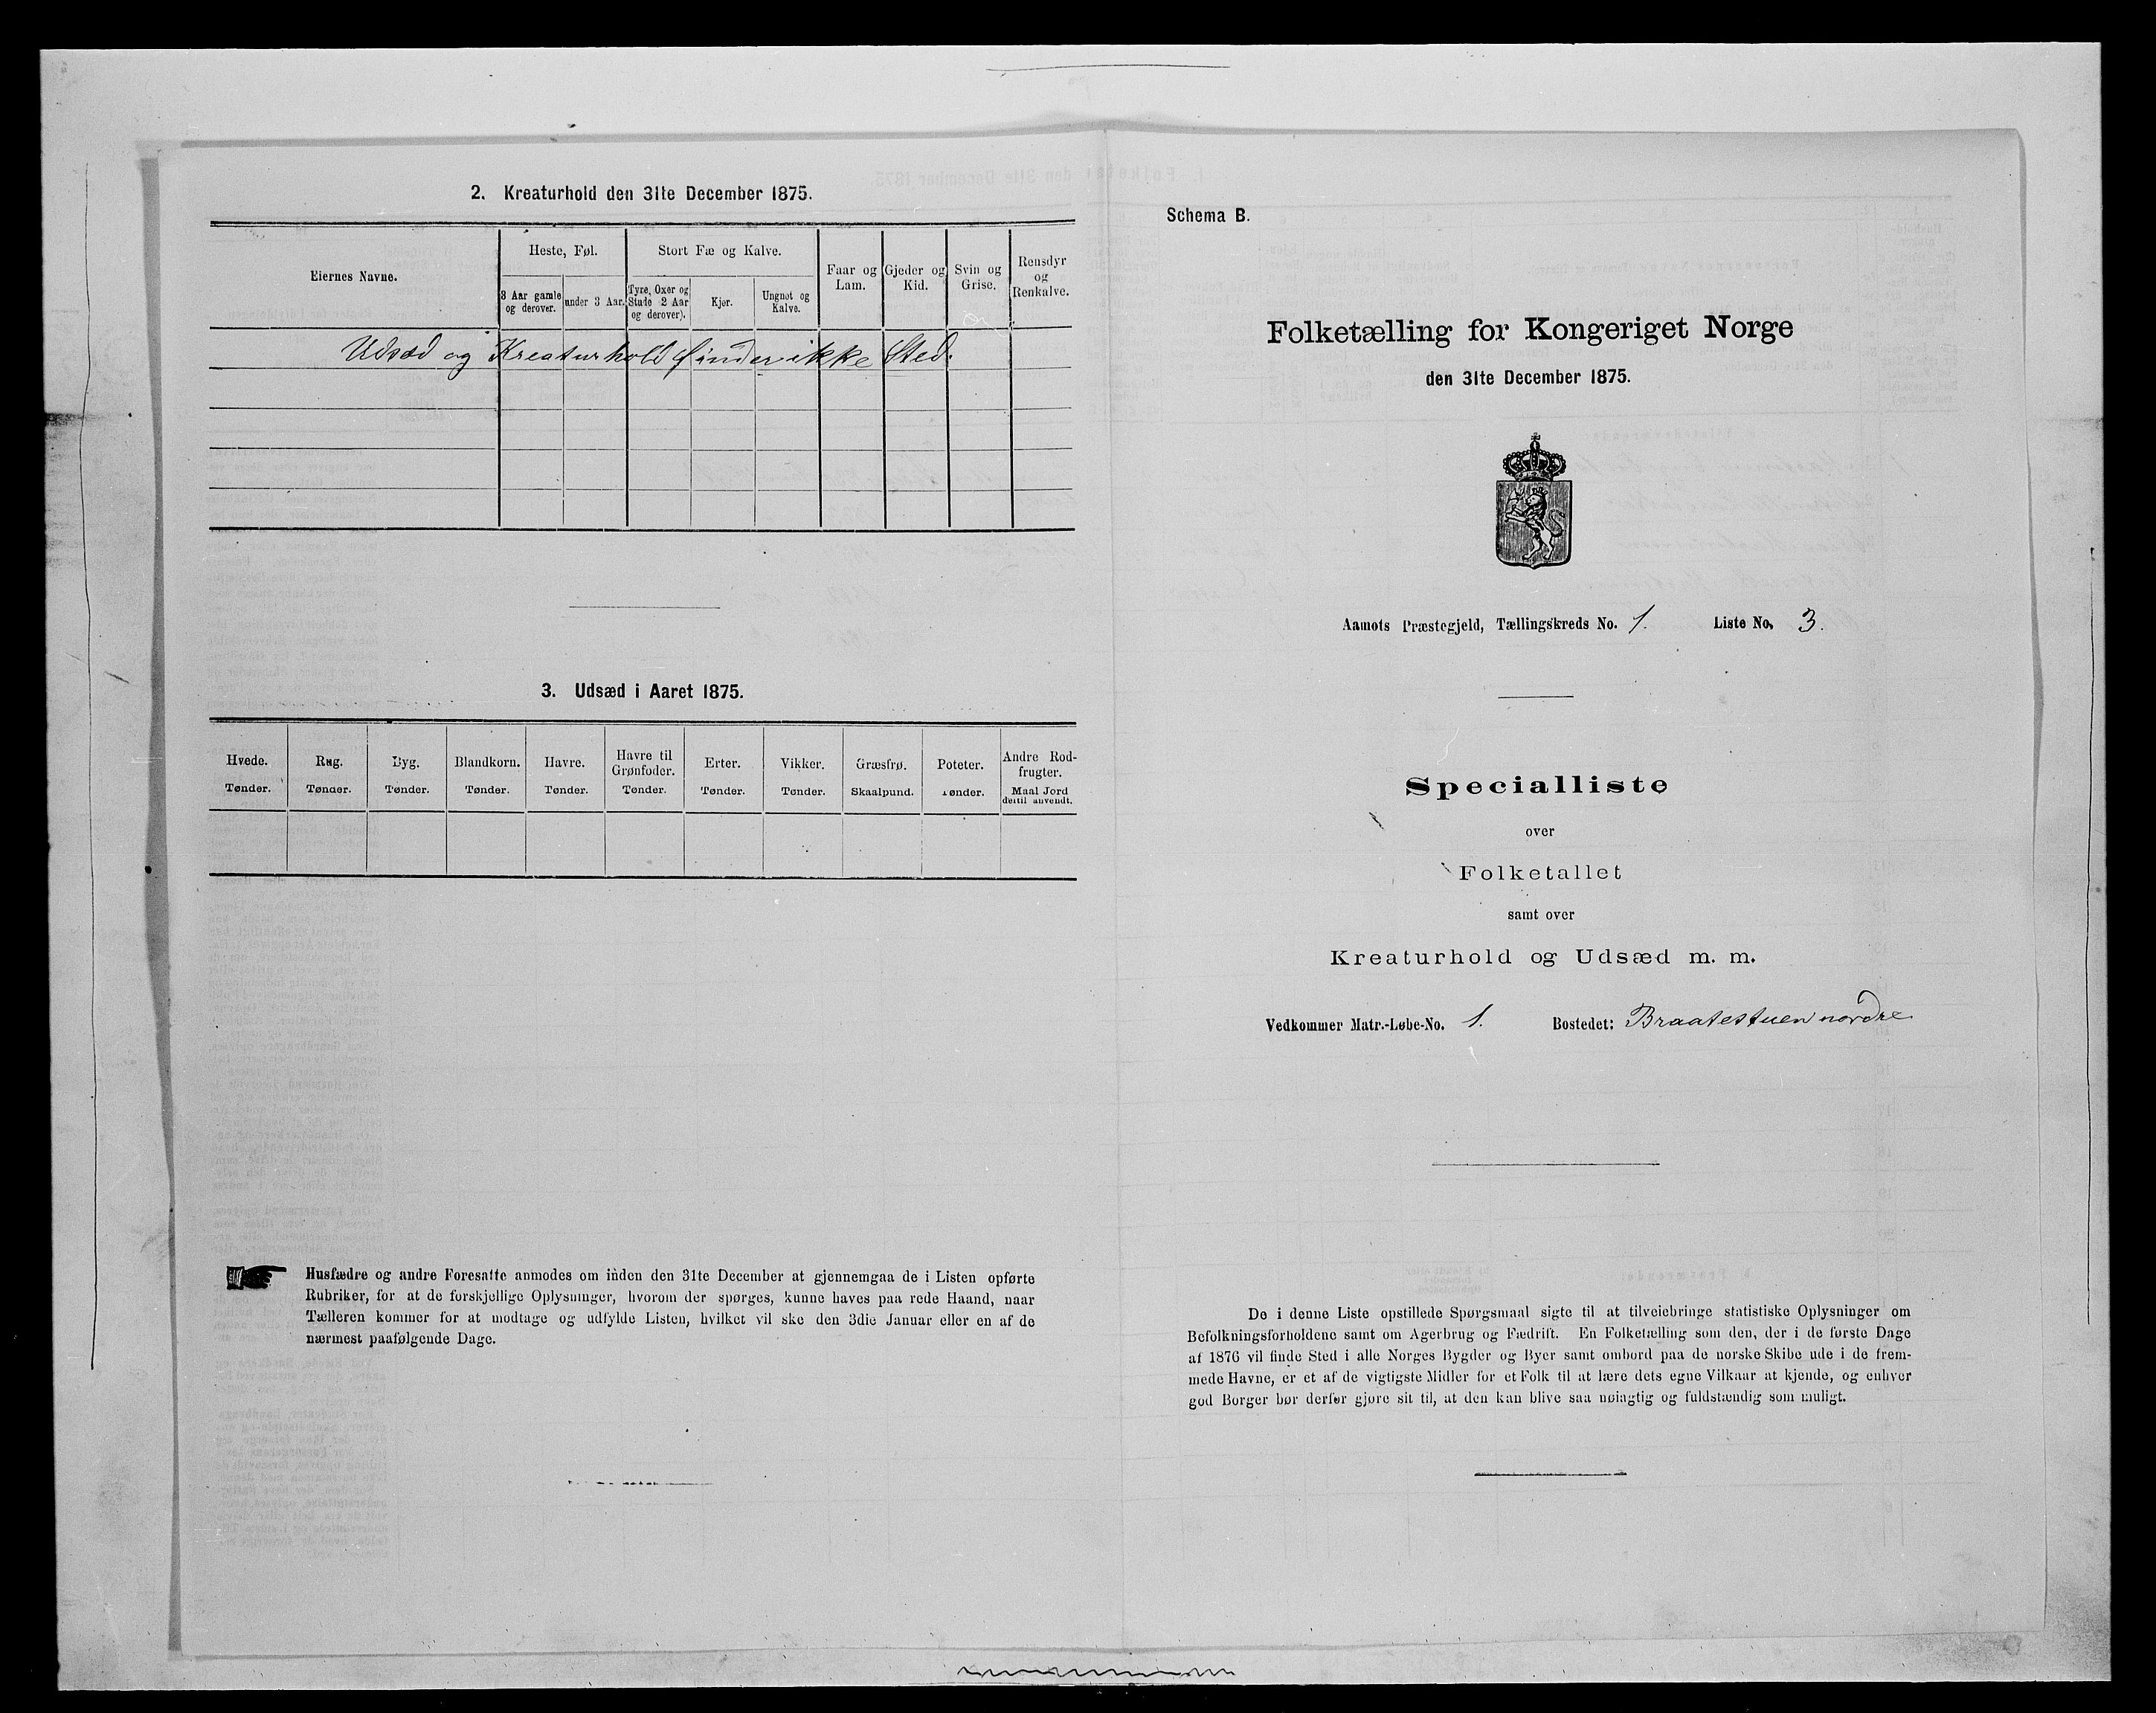 2. Kreaturhold den 31te December 1875.
Eiernes Navne.
Heste, Føl.
Stort Fæ og Kalve.
Faar og
Lam.
Gjeder og
Kid.
Svin og
Grise.
Rensdyr
og
Renkalve.
3 Aar gamle
og derover.
under 3 Aar.
Tyre, Oxer og
Stude 2 Aar
og derover).
Kjør.
Ungnøt og
Kalve.
Udsæd og Kreaturhold finder ikke Sted.
3. Udsæd i Aaret 1875.
Hvede.
Tønder.
Rug.
Tønder.
Byg.
Tønder.
Blandkorn.
Tønder.
Havre.
Tønder.
Havre til
Grønfoder.
Tønder.
Erter.
Tønder.
Vikker.
Tønder.
Græsfrø.
Skaalpund.
Poteter.
Tønder.
Andre Rod-
frugter.
Maal Jord
dertil anvendt.
Husfædre og andre Foresatte anmodes om inden den 31te December at gjennemgaa de i Listen opførte
Rubriker, for at de forskjellige Oplysninger, hvorom der spørges, kunne haves paa rede Haand, naar
Tælleren kommer for at modtage og udfylde Listen, hvilket vil ske den 3die Januar eller en af de
nærmest paafølgende Dage.
Schema B.
Folketælling for Kongeriget Norge
den 31te December 1875.
Aamots Præstegjeld, Tællingskreds No. 1. Liste No. 3.
Specialliste
over
Folketallet
samt over
Kreaturhold og Udsæd m. m.
Vedkommer Matr.-Løbe-No. 1. Bostedet: Braatestuen nordre
De i denne Liste opstillede Spørgsmaal sigte til at tilveiebringe statistiske Oplysninger om
Befolkningsforholdene samt om Agerbrug og Fædrift. En Folketælling som den, der i de første Dage
af 1876 vil finde Sted i alle Norges Bygder og Byer samt ombord paa de norske Skibe ude i de frem-
mede Havne, er et af de vigtigste Midler for et Folk til at lære dets egne Vilkaar at kjende, og enhver
god Borger bør derfor gjøre sit til, at den kan blive saa nøiagtig og fuldstændig som muligt.